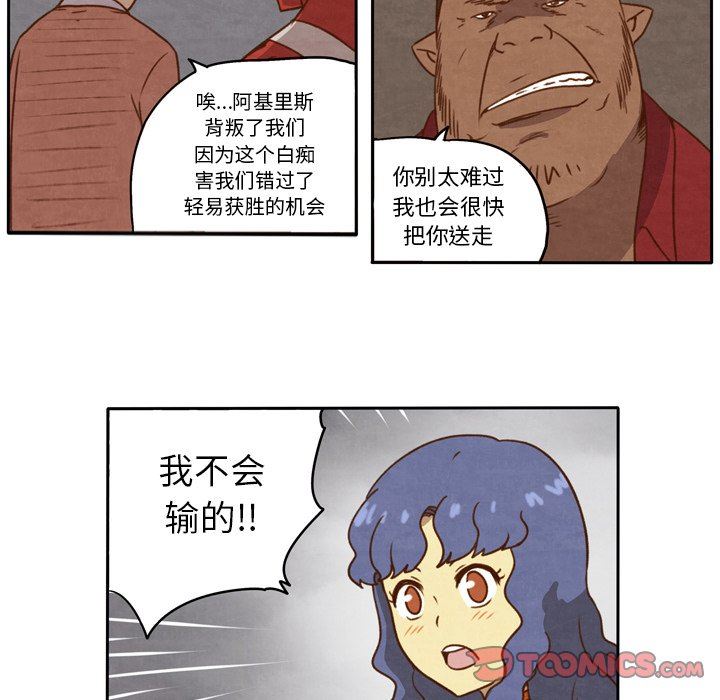 唉...阿基里斯
背叛了我们
因为这个白痴
害我们错过了
轻易获胜的机会
你别太难过
我也会很快
把你送走
我不会
输的!!
TOOMICS.COM